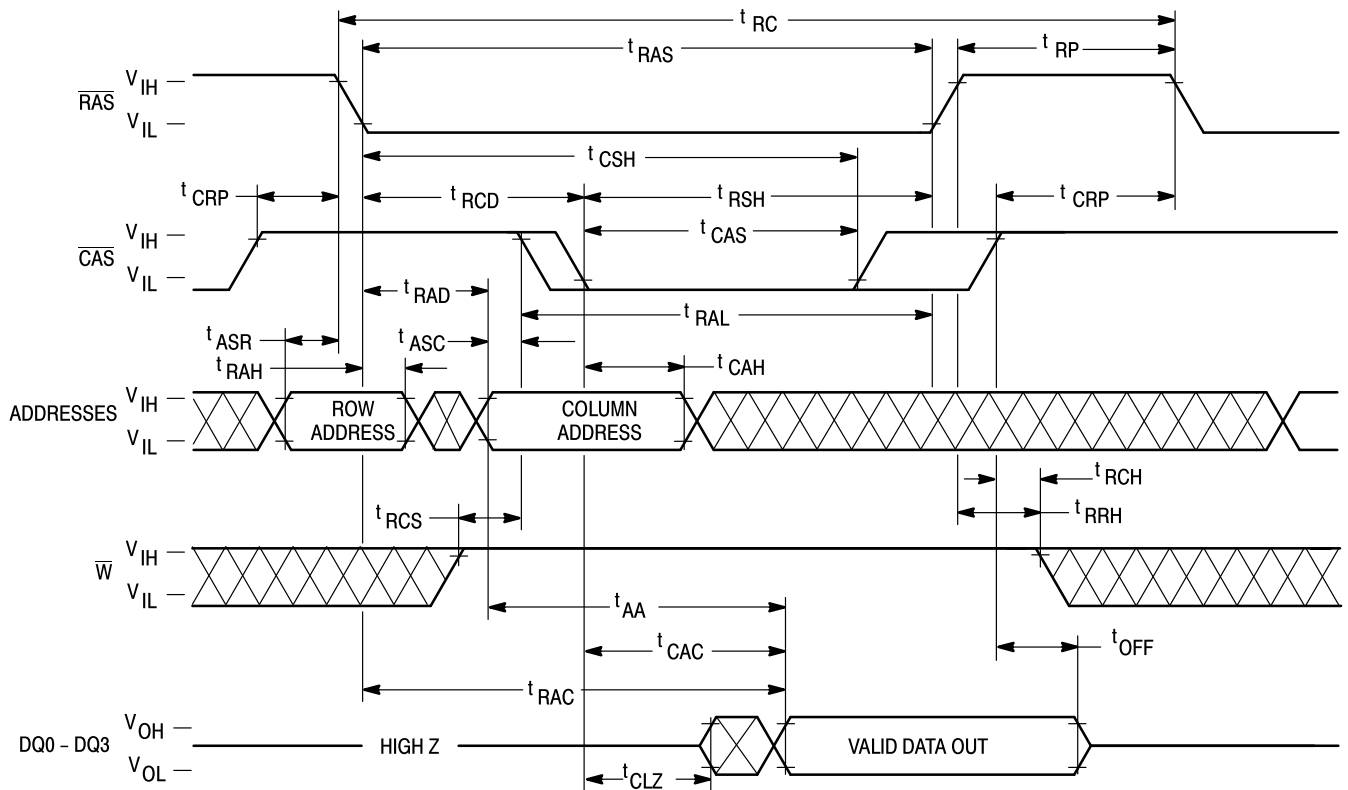 t RC
t RAS
t RP
RAS
V IH
V IL
t CSH
t CRP
t RCD
t RSH
t CRP
CAS
V IH
V IL
t CAS
t RAD
t RAL
t ASR
t ASC
t RAH
t CAH
ADDRESSES
V IH
V IL
ROW ADDRESS
COLUMN ADDRESS
t RCH
t RCS
t RRH
W
V IH
V IL
t AA
t CAC
t OFF
t RAC
DQ0 – DQ3
V OH
V OL
HIGH Z
VALID DATA OUT
t CLZ